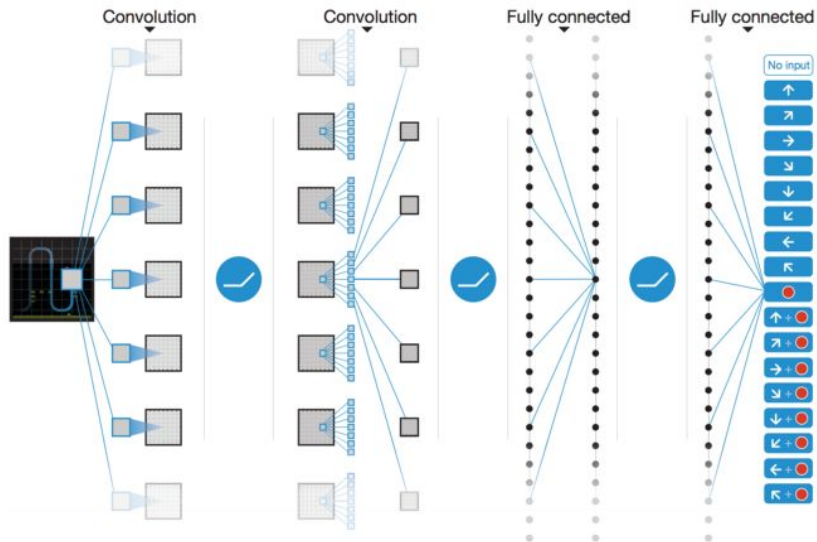 Convolution
Convolution
Fully connected
Fully connected
No input
+
+
+
+
+
+
+
+